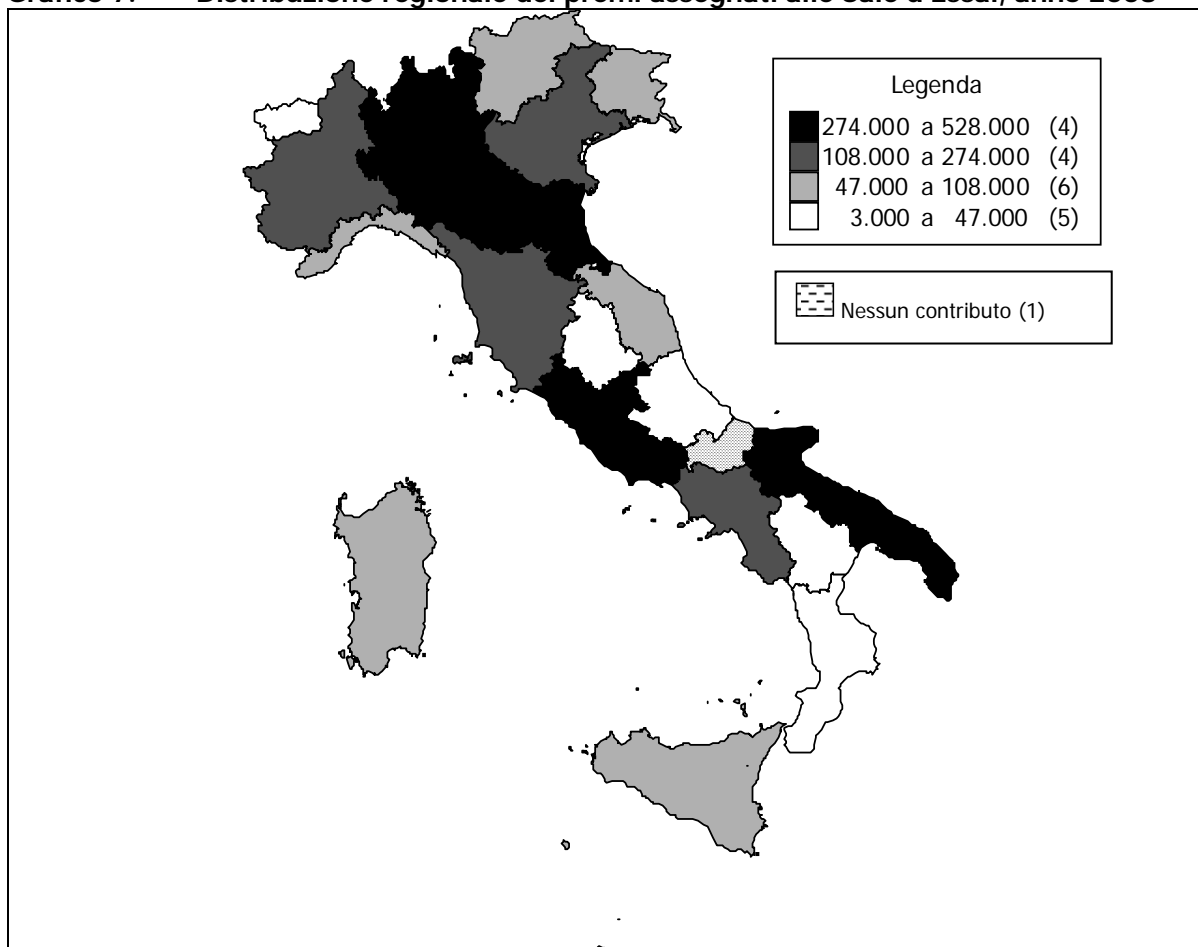 Legenda
274.000 a 528.000 (4)
108.000 a 274.000 (4)
47.000 a 108.000 (6)
3.000 a 47.000 (5)
Nessun contributo (1)